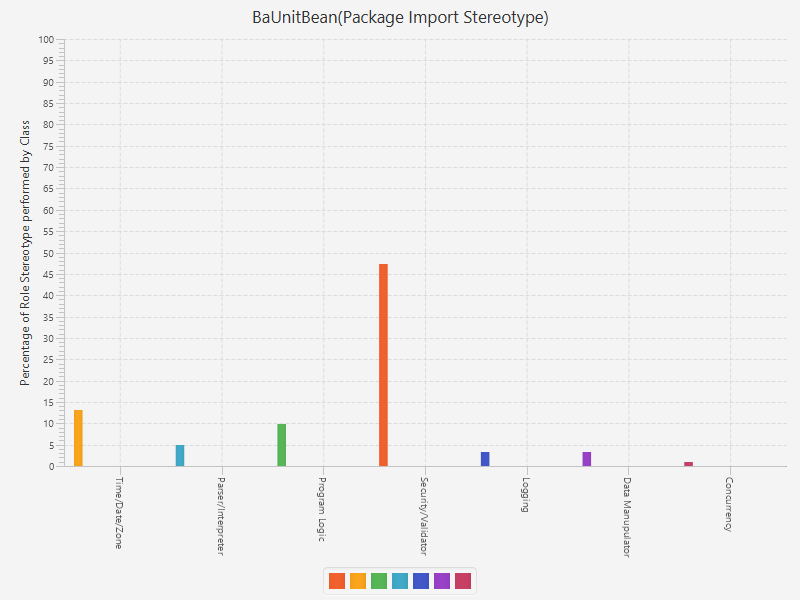 BaUnitBean(Package Import Stereotype)
Percentage of Role Stereotype performed by Class
100
95
90
85
80
75
70
65
60
55
50
45
40
35
30
25
20
15
10
5
0
Time/Date/Zone
Parser/Interpreter
Program Logic
Security/Validator
Logging
Data Manupulator
Concurrency